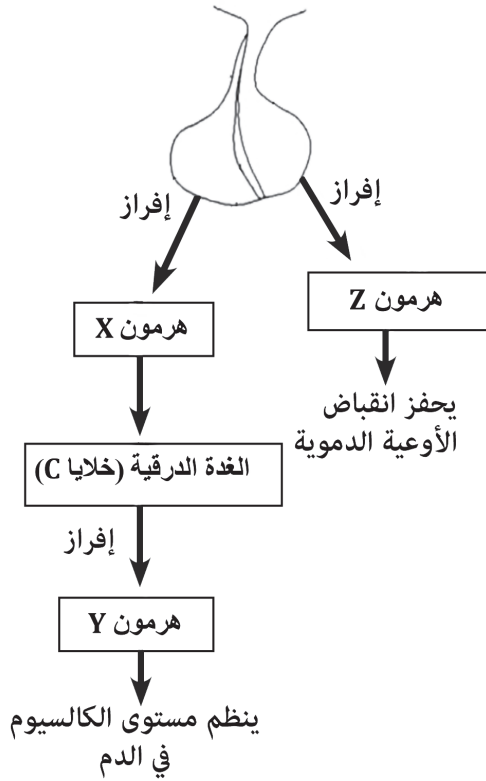 إفراز
إفراز
هرمون Z
هرمون X
يحفز انقباض
الأوعية الدموية
الغدة الدرقية (خلايا C)
إفراز
هرمون Y
ينظم مستوى الكالسيوم
في الدم